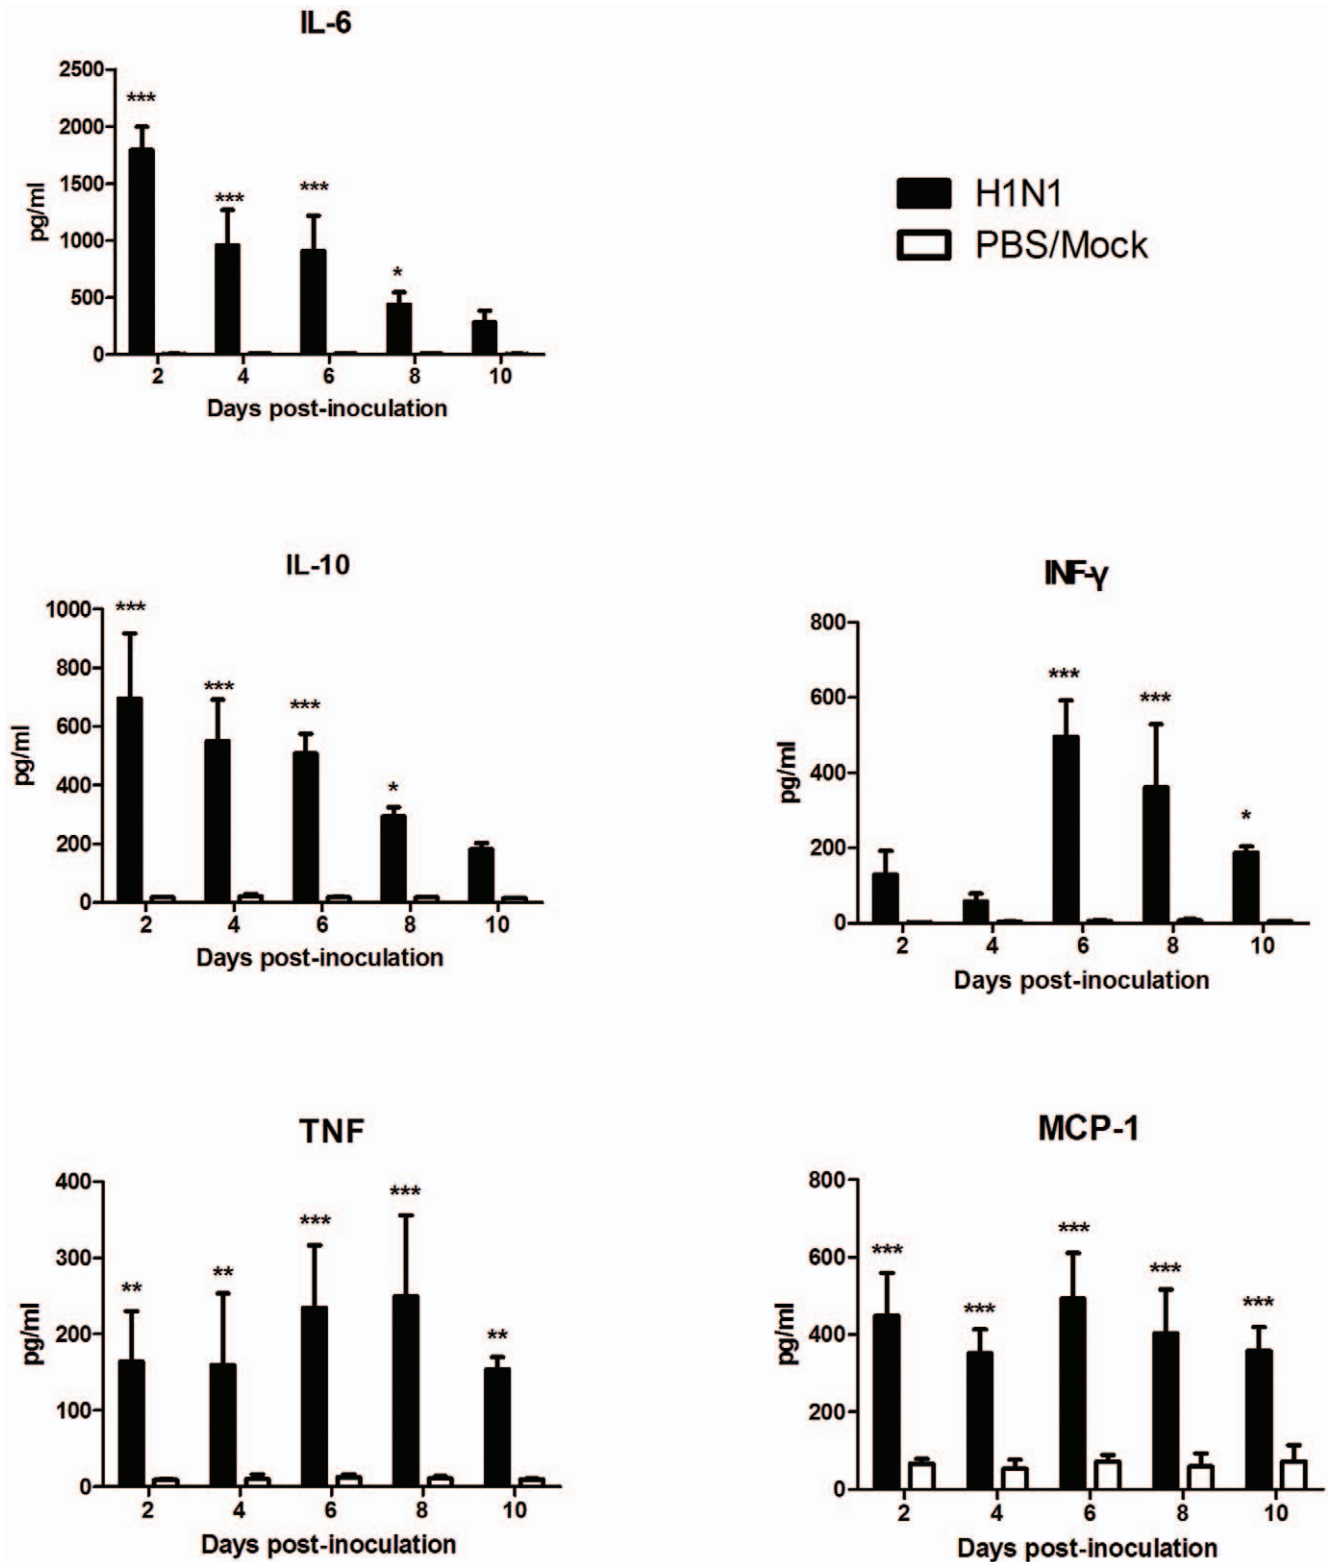 IL-6
2500
2000
1500
1000
500
0
pg/ml
***
***
***
*
2 4 6 8 10
Days post-inoculation
H1N1
PBS/Mock
IL-10
1000
800
600
400
200
0
pg/ml
***
***
***
*
2 4 6 8 10
Days post-inoculation
INF-γ
800
600
400
200
0
pg/ml
***
***
*
2 4 6 8 10
Days post-inoculation
TNF
400
300
200
100
0
pg/ml
**
**
***
***
**
2 4 6 8 10
Days post-inoculation
MCP-1
800
600
400
200
0
pg/ml
***
***
***
***
***
2 4 6 8 10
Days post-inoculation